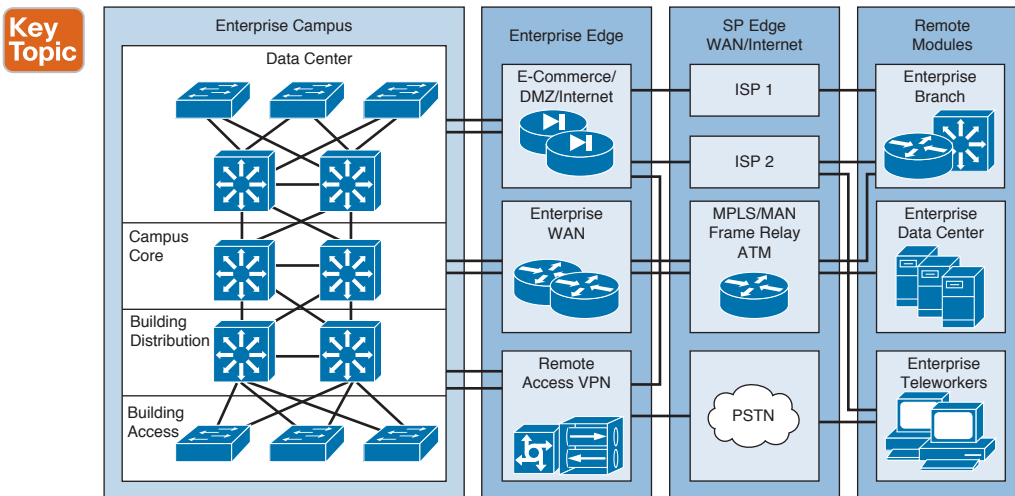 Key
Topic
Enterprise Campus
Data Center
Campus
Core
Building
Distribution
Building
Access
Enterprise Edge
E-Commerce/
DMZ/Internet
Enterprise
WAN
Remote
Access VPN
SP Edge
WAN/Internet
ISP 1
ISP 2
MPLS/MAN
Frame Relay
ATM
PSTN
Remote
Modules
Enterprise
Branch
Enterprise
Data Center
Enterprise
Teleworkers